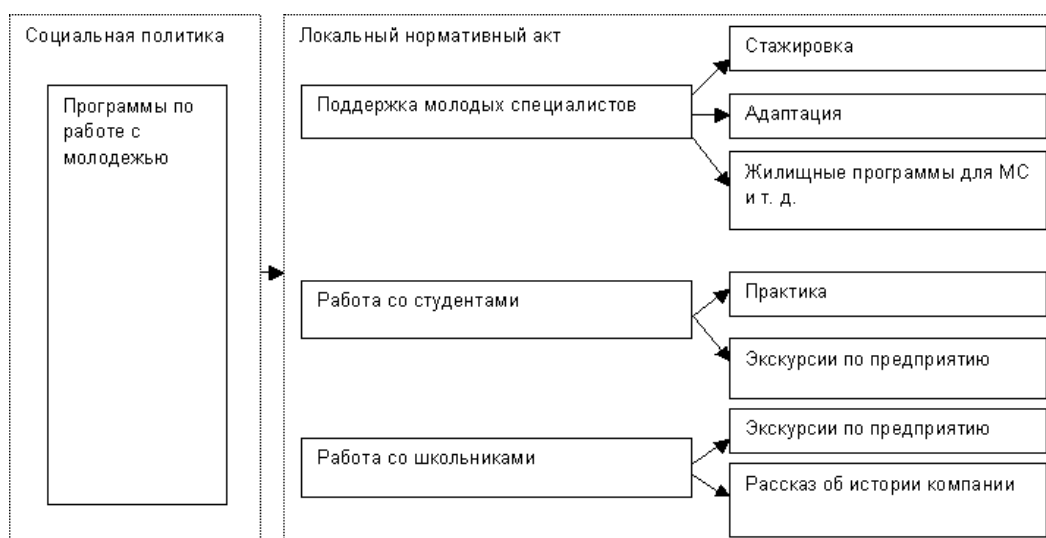 Социальная политика
Программы по
работе с
молодежью
Локальный нормативный акт
Поддержка молодых специалистов
Стажировка
Адаптация
Жилищные программы для МС
и т. д.
Работа со студентами
Практика
Экскурсии по предприятию
Работа со школьниками
Экскурсии по предприятию
Рассказ об истории компании